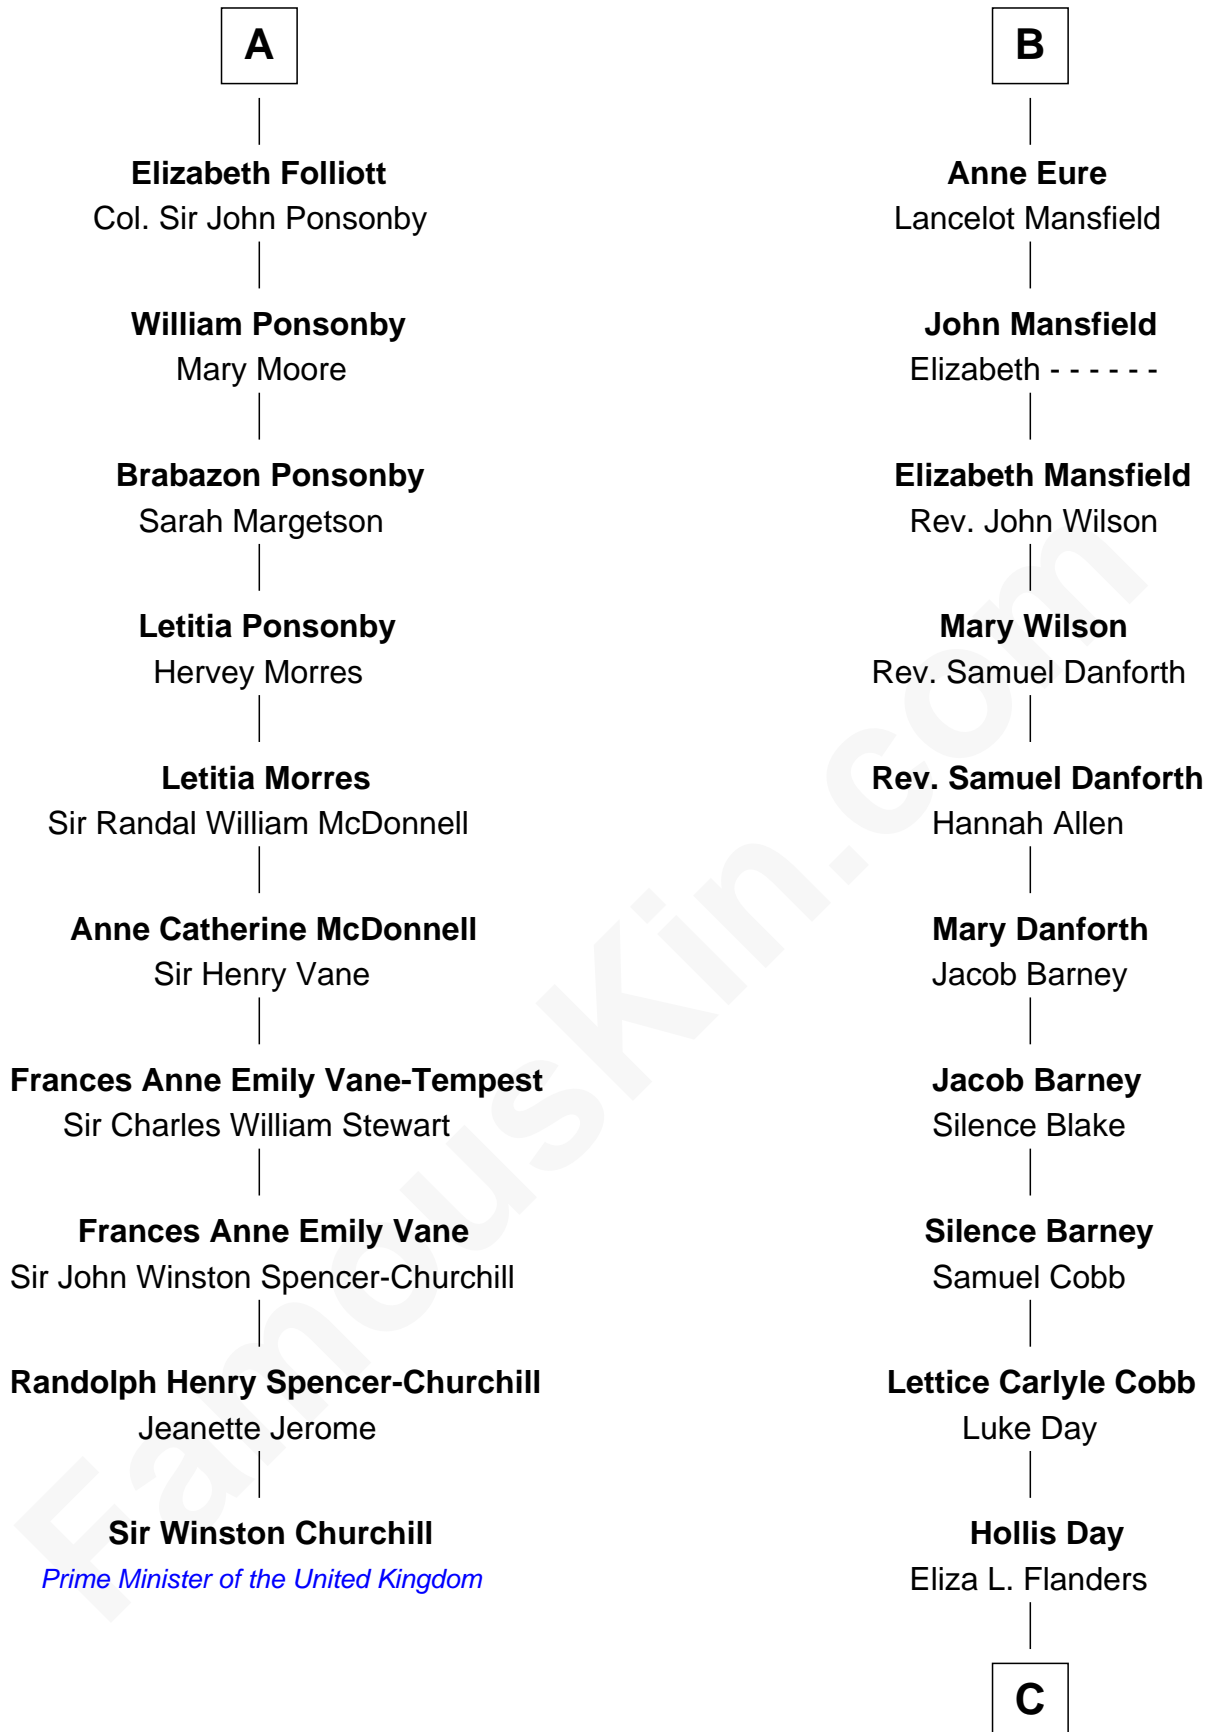 A
Elizabeth Folliott
Col. Sir John Ponsonby
William Ponsonby
Mary Moore
Brabazon Ponsonby
Sarah Margetson
Letitia Ponsonby
Hervey Morres
Letitia Morres
Sir Randal William McDonnell
Anne Catherine McDonnell
Sir Henry Vane
Frances Anne Emily Vane-Tempest
Sir Charles William Stewart
Frances Anne Emily Vane
Sir John Winston Spencer-Churchill
Randolph Henry Spencer-Churchill
Jeanette Jerome
Sir Winston Churchill
Prime Minister of the United Kingdom
B
Anne Eure
Lancelot Mansfield
John Mansfield
Elizabeth - - - - - -
Elizabeth Mansfield
Rev. John Wilson
Mary Wilson
Rev. Samuel Danforth
Rev. Samuel Danforth
Hannah Allen
Mary Danforth
Jacob Barney
Jacob Barney
Silence Blake
Silence Barney
Samuel Cobb
Lettice Carlyle Cobb
Luke Day
Hollis Day
Eliza L. Flanders
C
FamousKin.com